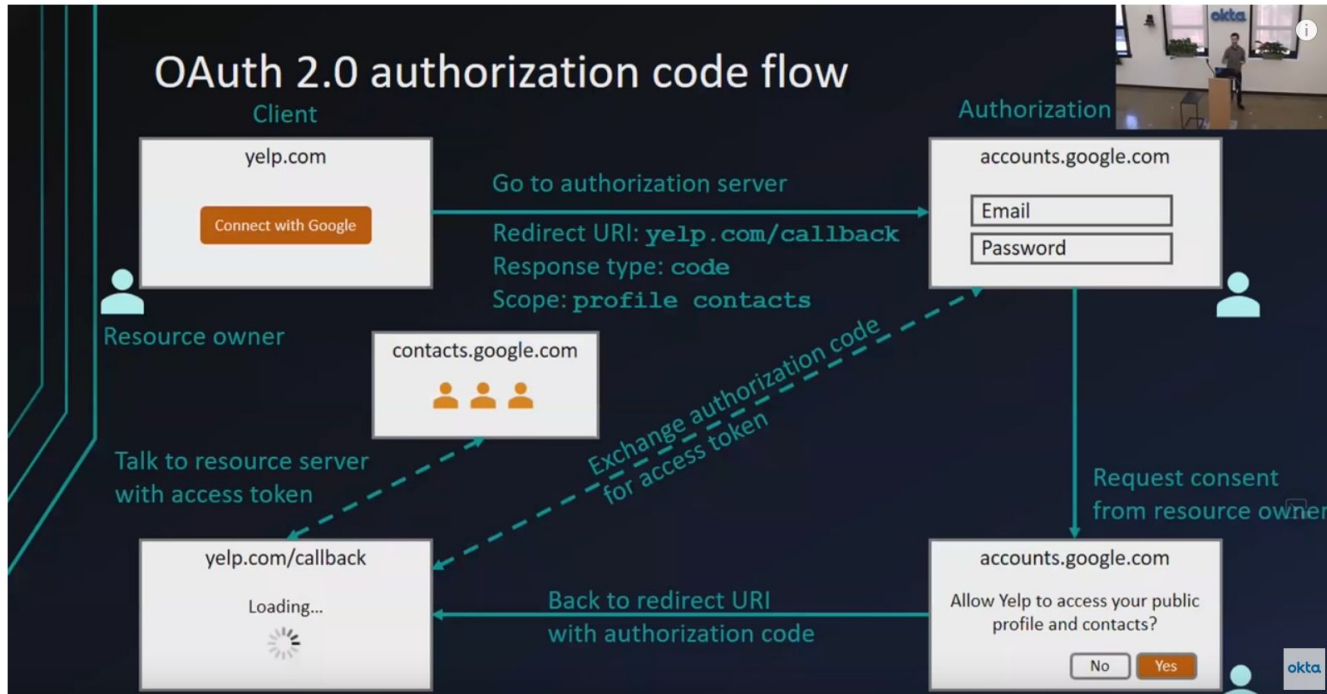 OAuth 2.0 authorization code flow
okta
Client
Authorization
yelp.com
Connect with Google
Go to authorization server
Redirect URI: yelp.com/callback
Response type: code
Scope: profile contacts
accounts.google.com
Email
Password
Resource owner
contacts.google.com
Exchange authorization code
for access token
Talk to resource server
with access token
Request consent
from resource owner
yelp.com/callback
Loading...
Back to redirect URI
with authorization code
accounts.google.com
Allow Yelp to access your public
profile and contacts?
No
Yes
okta